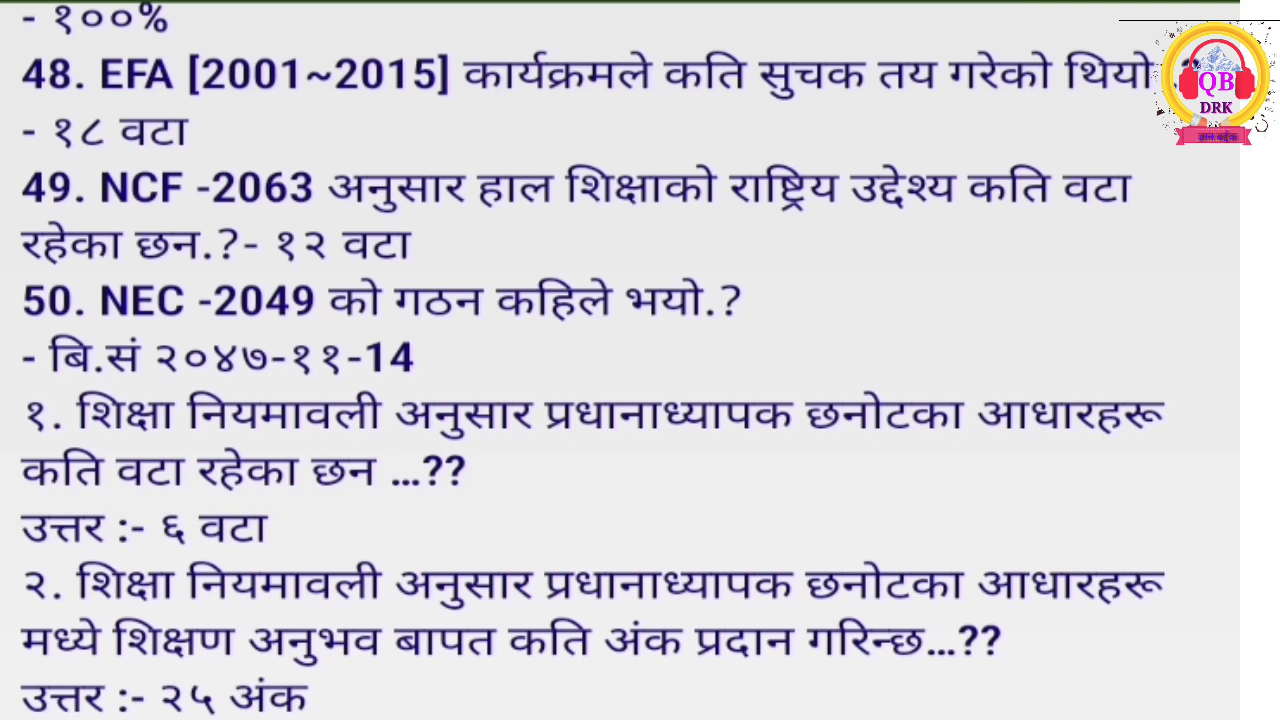 - १००%
48. EFA [2001~2015] कार्यक्रमले कति सुचक तय गरेको थियो
- १८ वटा
49. NCF -2063 अनुसार हाल शिक्षाको राष्ट्रिय उद्देश्य कति वटा
रहेका छन.?- १२ वटा
50. NEC -2049 को गठन कहिले भयो.?
- बि.सं २०४७-११-14
१. शिक्षा नियमावली अनुसार प्रधानाध्यापक छनोटका आधारहरू
कति वटा रहेका छन ...??
उत्तर :- ६ वटा
२. शिक्षा नियमावली अनुसार प्रधानाध्यापक छनोटका आधारहरू
मध्ये शिक्षण अनुभव बापत कति अंक प्रदान गरिन्छ...??
उत्तर :- २५ अंक
QB
DRK